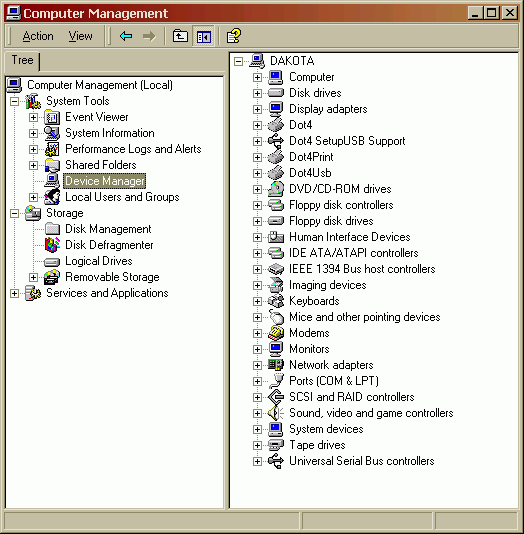 Computer Management
Action View
Tree
Computer Management (Local)
System Tools
Event Viewer
System Information
Performance Logs and Alerts
Shared Folders
Device Manager
Local Users and Groups
Storage
Disk Management
Disk Defragmenter
Logical Drives
Removable Storage
Services and Applications
DAKOTA
Computer
Disk drives
Display adapters
Dot4
Dot4 SetupUSB Support
Dot4Print
Dot4Usb
DVD/CD-ROM drives
Floppy disk controllers
Floppy disk drives
Human Interface Devices
IDE ATA/ATAPI controllers
IEEE 1394 Bus host controllers
Imaging devices
Keyboards
Mice and other pointing devices
Modems
Monitors
Network adapters
Ports (COM & LPT)
SCSI and RAID controllers
Sound, video and game controllers
System devices
Tape drives
Universal Serial Bus controllers